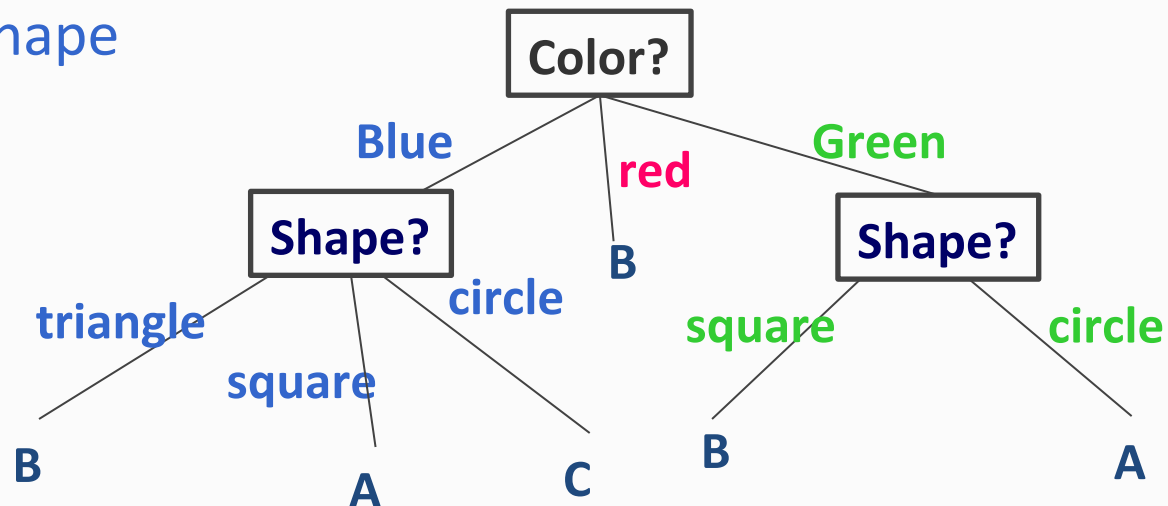 hape
Color?
Blue
red
Green
Shape?
B
Shape?
triangle
square
circle
square
circle
B
A
C
B
A